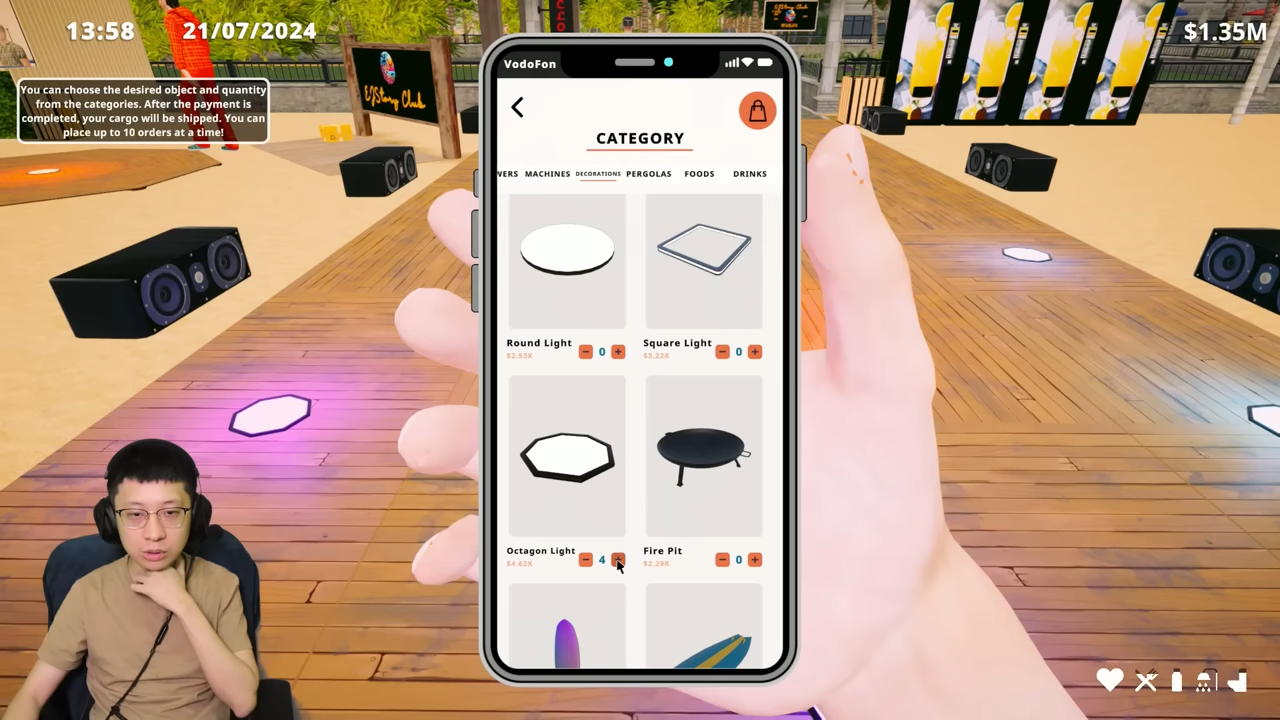 13:58
21/07/2024
$1.35M
You can choose the desired object and quantity
from the categories. After the payment is
completed, your cargo will be shipped. You can
place up to 10 orders at a time!
EJStory Club
VodoFon
CATEGORY
WERS MACHINES DECORATIONS PERGOLAS FOODS DRINKS
Round Light
$2.53K
− 0 +
Square Light
$3.22K
− 0 +
Octagon Light
$4.62K
− 4 +
Fire Pit
$2.29K
− 0 +